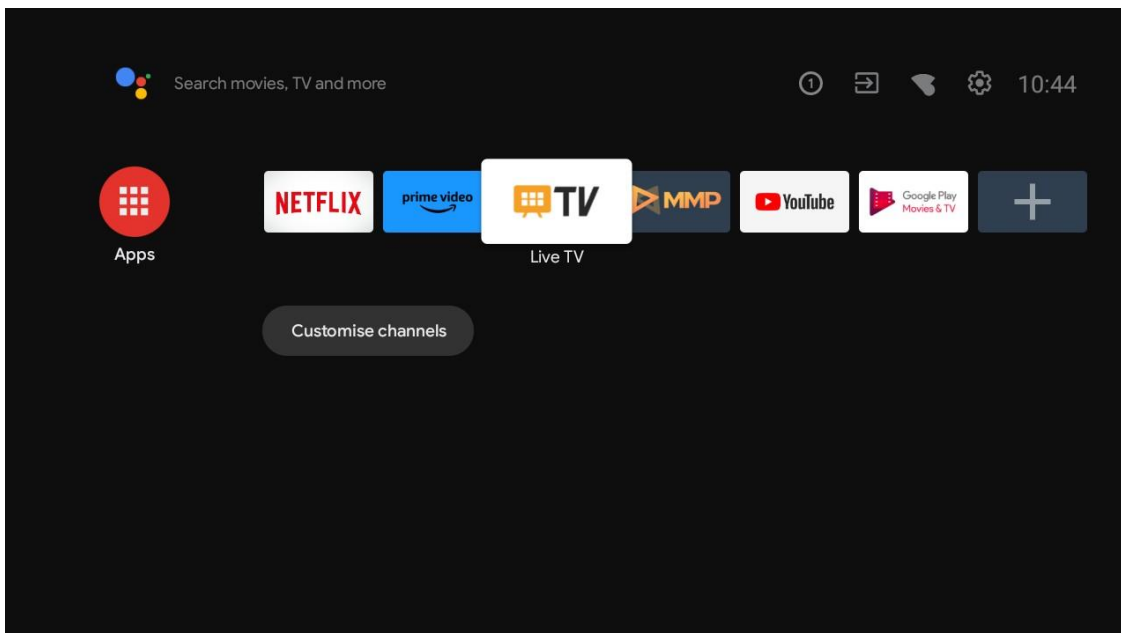 Search movies, TV and more
1
10:44
NETFLIX
prime video
TV
MMP
YouTube
Google Play
Movies & TV
Apps
Live TV
Customise channels